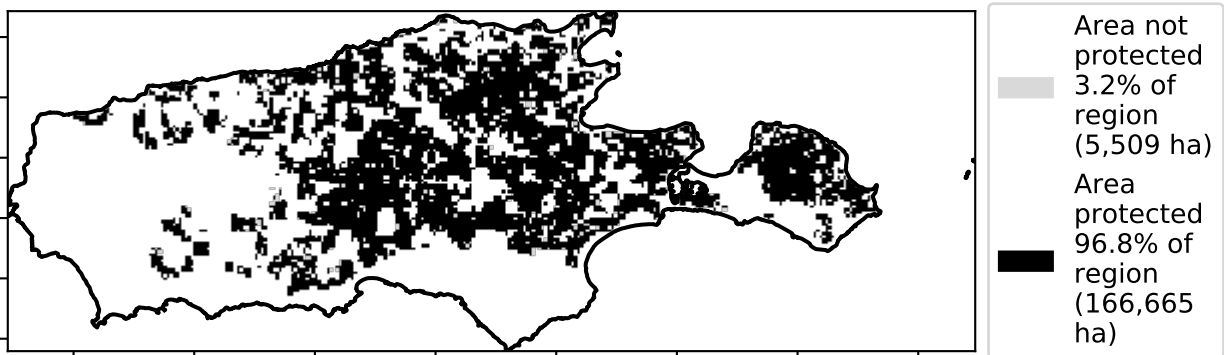 Area not
protected
3.2% of
region
(5,509 ha)
Area
protected
96.8% of
region
(166,665
ha)